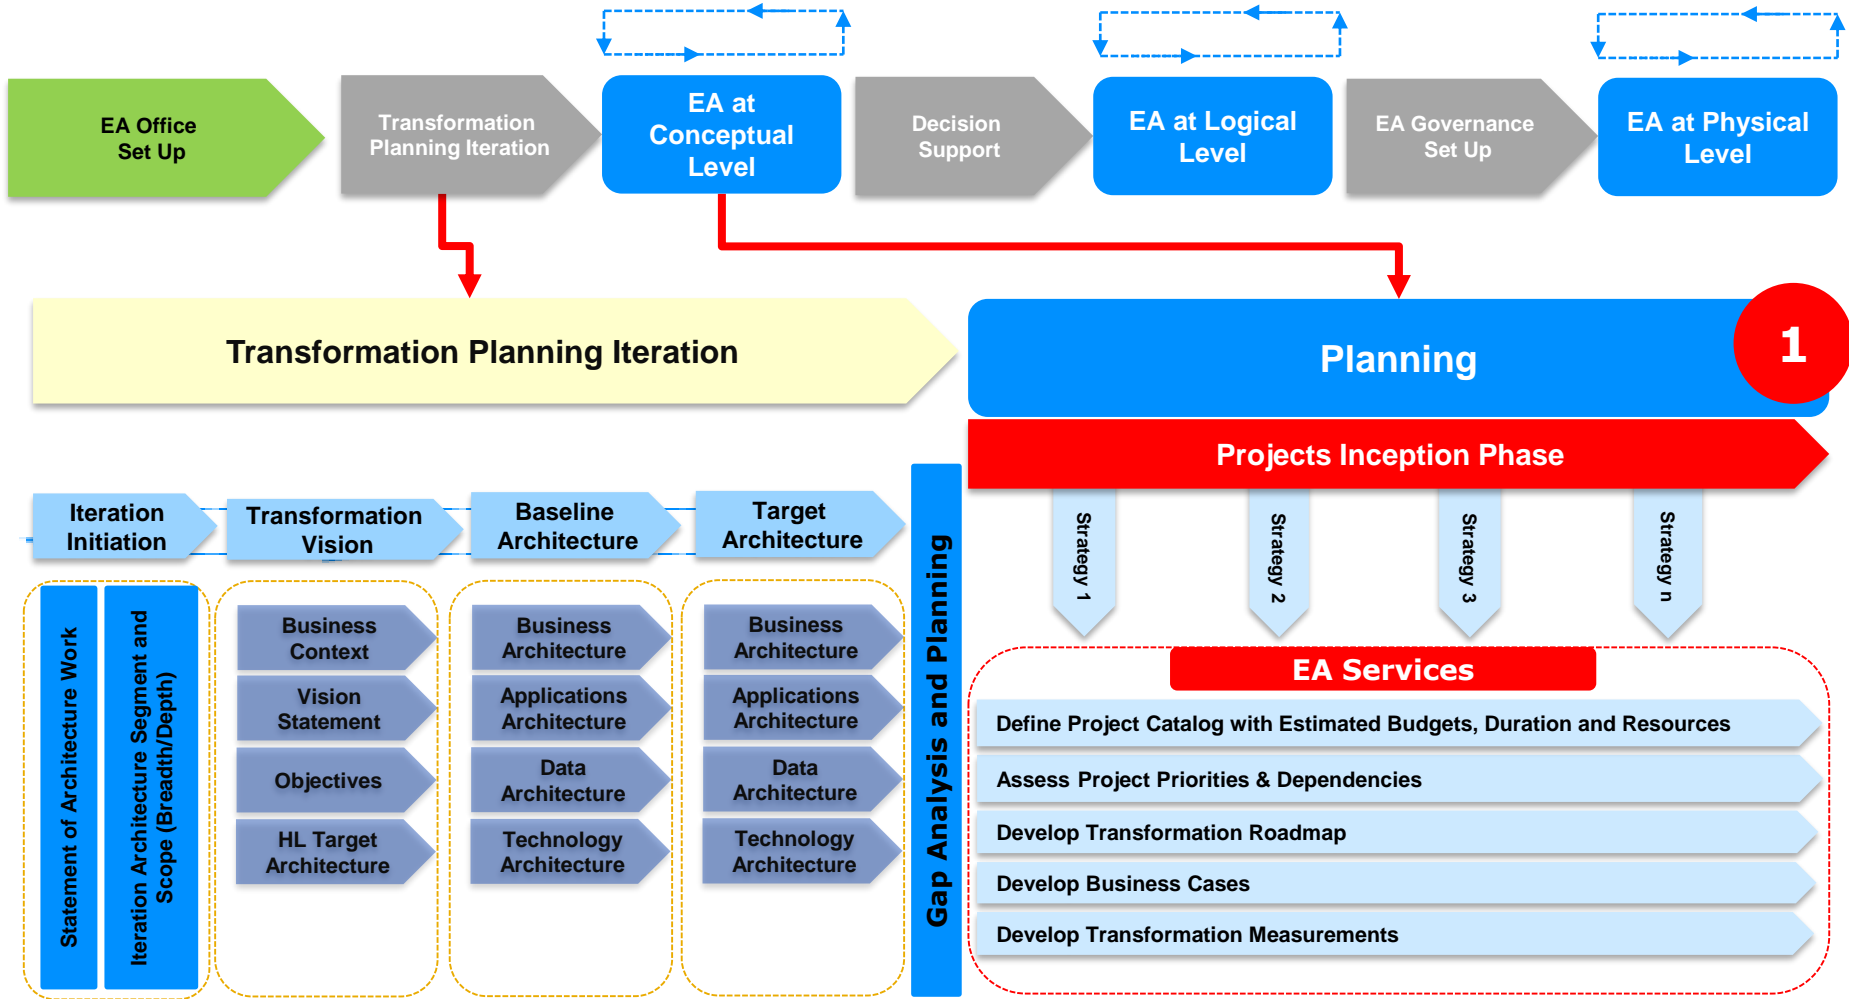 EA Office
Set Up
Transformation
Planning Iteration
EA at
Conceptual
Level
Decision
Support
EA at Logical
Level
EA Governance
Set Up
EA at Physical
Level
Transformation Planning Iteration
Planning
1
Projects Inception Phase
Iteration
Initiation
Transformation
Vision
Baseline
Architecture
Target
Architecture
Statement of Architecture Work
Iteration Architecture Segment and
Scope (Breadth/Depth)
Business
Context
Vision
Statement
Objectives
HL Target
Architecture
Business
Architecture
Applications
Architecture
Data
Architecture
Technology
Architecture
Business
Architecture
Applications
Architecture
Data
Architecture
Technology
Architecture
Gap Analysis and Planning
Strategy 1
Strategy 2
Strategy 3
Strategy n
EA Services
Define Project Catalog with Estimated Budgets, Duration and Resources
Assess Project Priorities & Dependencies
Develop Transformation Roadmap
Develop Business Cases
Develop Transformation Measurements